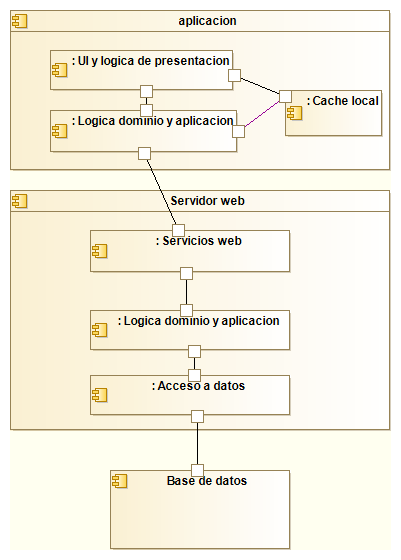 aplicacion
: UI y logica de presentacion
: Logica dominio y aplicacion
: Cache local
Servidor web
: Servicios web
: Logica dominio y aplicacion
: Acceso a datos
Base de datos